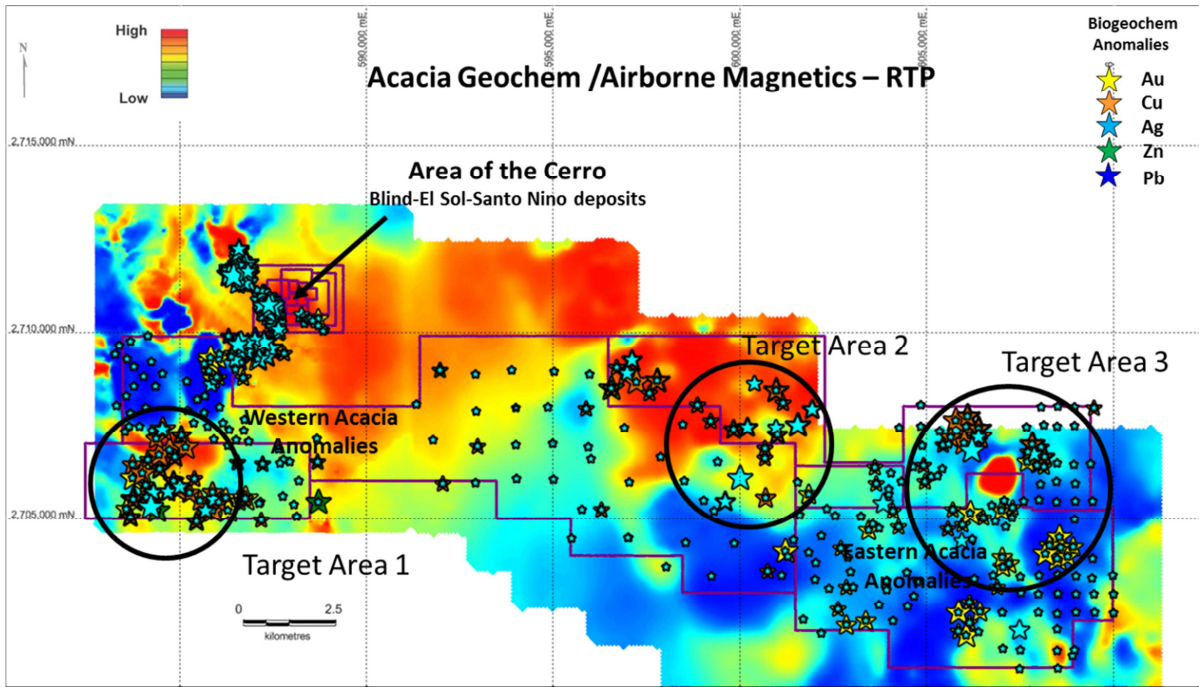 High
Low
N
590,000 mE
595,000 mE
600,000 mE
605,000 mE
Acacia Geochem /Airborne Magnetics – RTP
Biogeochem
Anomalies
Au
Cu
Ag
Zn
Pb
2,715,000 mN
Area of the Cerro
Blind-El Sol-Santo Nino deposits
2,710,000 mN
Target Area 2
Target Area 3
Western Acacia
Anomalies
2,705,000 mN
Eastern Acacia
Anomalies
Target Area 1
0
2.5
kilometres